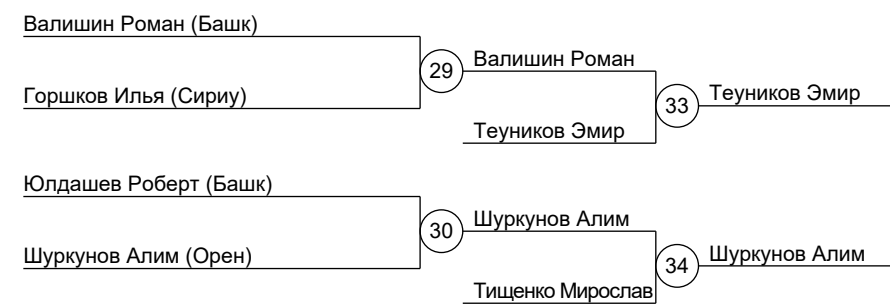 Валишин Роман (Башк)
29
Валишин Роман
Горшков Илья (Сириу)
33
Теуников Эмир
Теуников Эмир
Юлдашев Роберт (Башк)
30
Шуркунов Алим
Шуркунов Алим (Орен)
34
Шуркунов Алим
Тищенко Мирослав